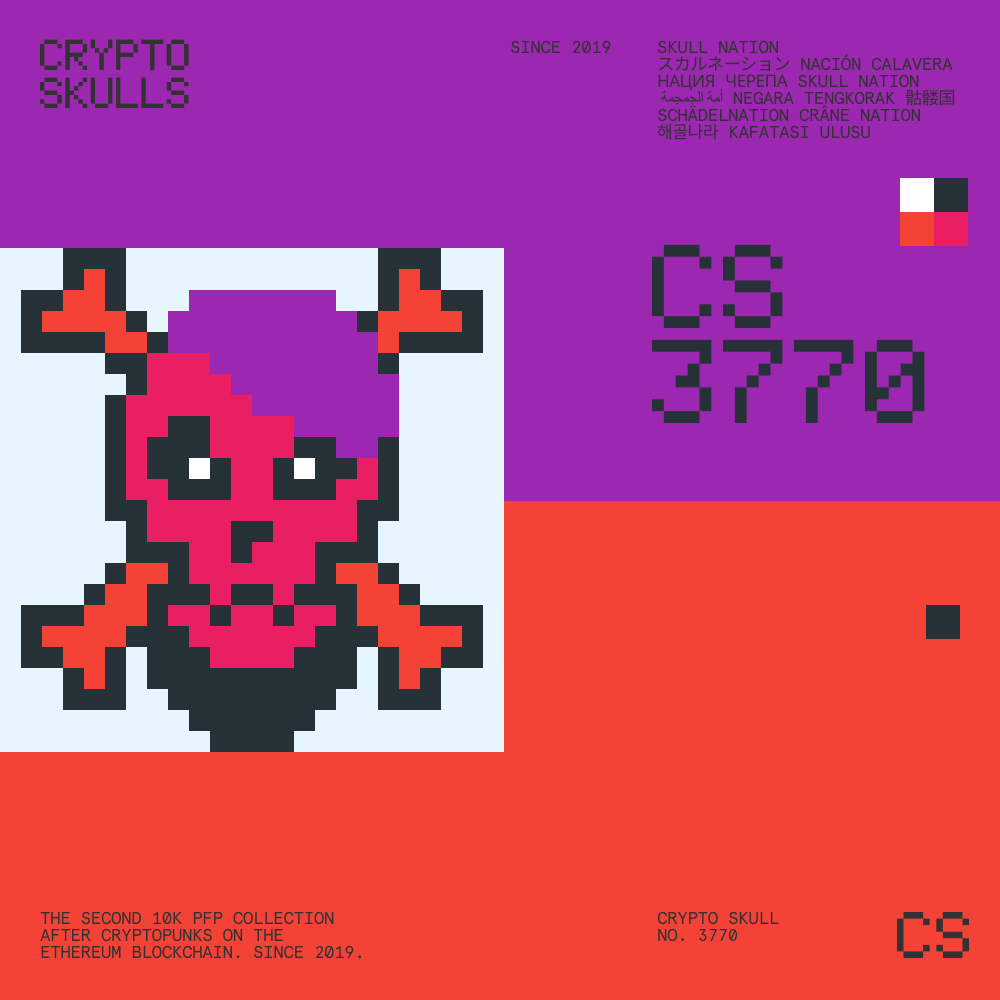 CRYPTO
SKULLS
SINCE 2019
SKULL NATION
スカルネーション NACIÓN CALAVERA
НАЦИЯ ЧЕРЕПА SKULL NATION
أمة الجمجمة NEGARA TENGKORAK 骷髅国
SCHÄDELNATION CRÂNE NATION
해골나라 KAFATASI ULUSU
CS
3770
THE SECOND 10K PFP COLLECTION
AFTER CRYPTOPUNKS ON THE
ETHEREUM BLOCKCHAIN. SINCE 2019.
CRYPTO SKULL
NO. 3770
CS